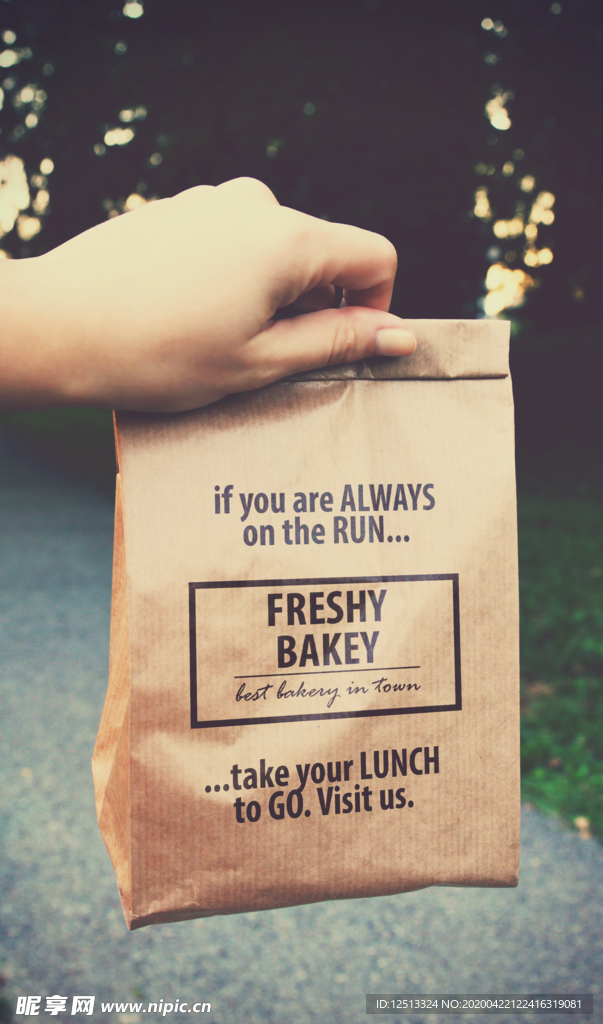 if you are ALWAYS
on the RUN...
FRESHY
BAKEY
best bakery in town
...take your LUNCH
to GO. Visit us.
昵享网 www.nipic.cn
ID:12513324 NO:20200422122416319081